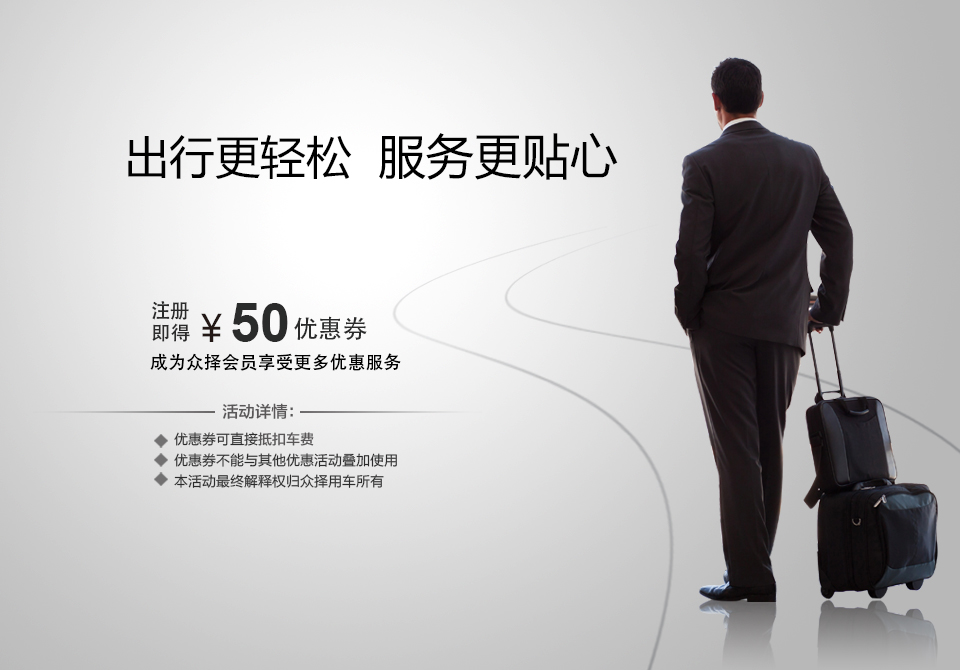 出行更轻松 服务更贴心
注册
即得 ¥50优惠券
成为众择会员享受更多优惠服务
活动详情：
优惠券可直接抵扣车费
优惠券不能与其他优惠活动叠加使用
本活动最终解释权归众择用车所有